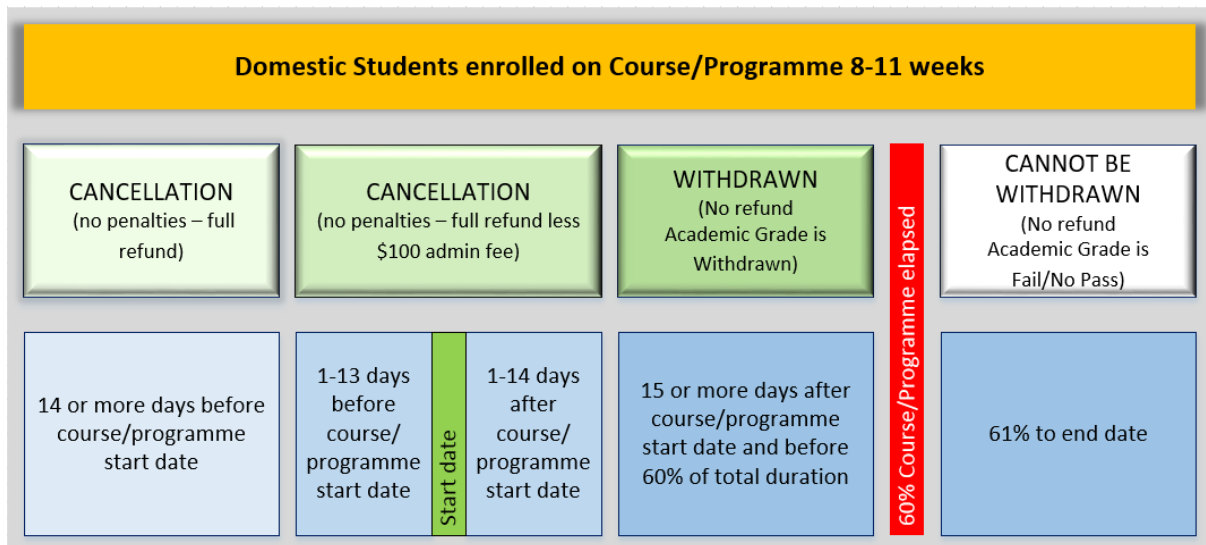 Domestic Students enrolled on Course/Programme 8-11 weeks
CANCELLATION
(no penalties – full
refund)
CANCELLATION
(no penalties – full refund less
$100 admin fee)
WITHDRAWN
(No refund
Academic Grade is
Withdrawn)
60% Course/Programme elapsed
CANNOT BE
WITHDRAWN
(No refund
Academic Grade is
Fail/No Pass)
14 or more days before
course/programme
start date
1-13 days
before
course/
programme
start date
Start date
1-14 days
after
course/
programme
start date
15 or more days after
course/programme
start date and before
60% of total duration
61% to end date